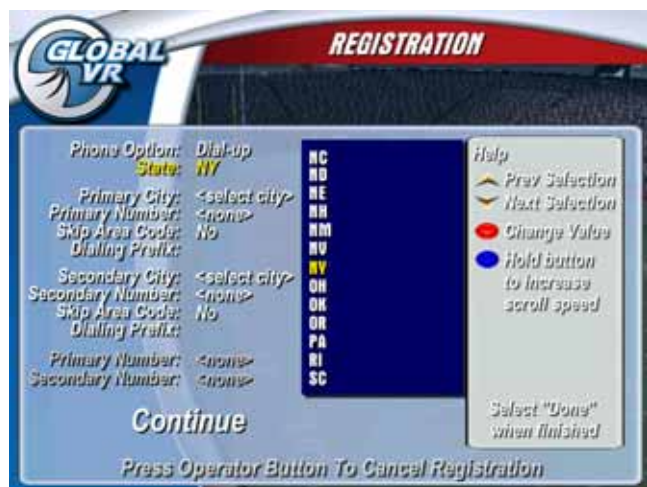 GLOBAL
VR
REGISTRATION
Phone Option: Dial-up
State: NY
Primary City: <select city>
Primary Number: <none>
Skip Area Code: No
Dialing Prefix:
Secondary City: <select city>
Secondary Number: <none>
Skip Area Code: No
Dialing Prefix:
Primary Number: <none>
Secondary Number: <none>
Continue
NC
ND
NE
NH
NM
NV
NY
OH
OK
OR
PA
RI
SC
Help
Prev Selection
Next Selection
Change Value
Hold button
to increase
scroll speed
Select "Done"
when finished
Press Operator Button To Cancel Registration